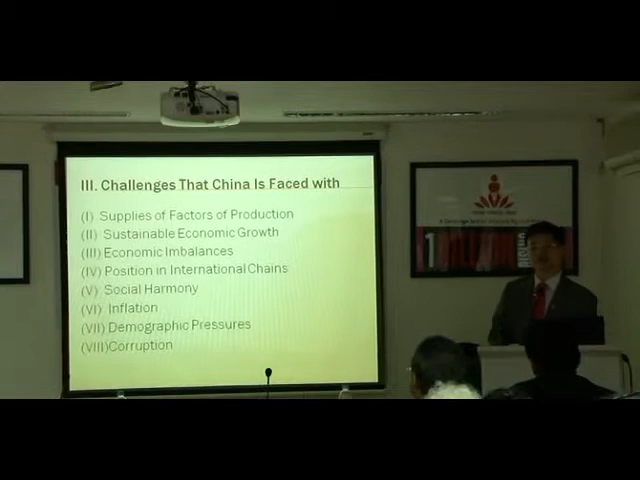 III. Challenges That China Is Faced with
(I) Supplies of Factors of Production
(II) Sustainable Economic Growth
(III) Economic Imbalances
(IV) Position in International Chains
(V) Social Harmony
(VI) Inflation
(VII) Demographic Pressures
(VIII)Corruption